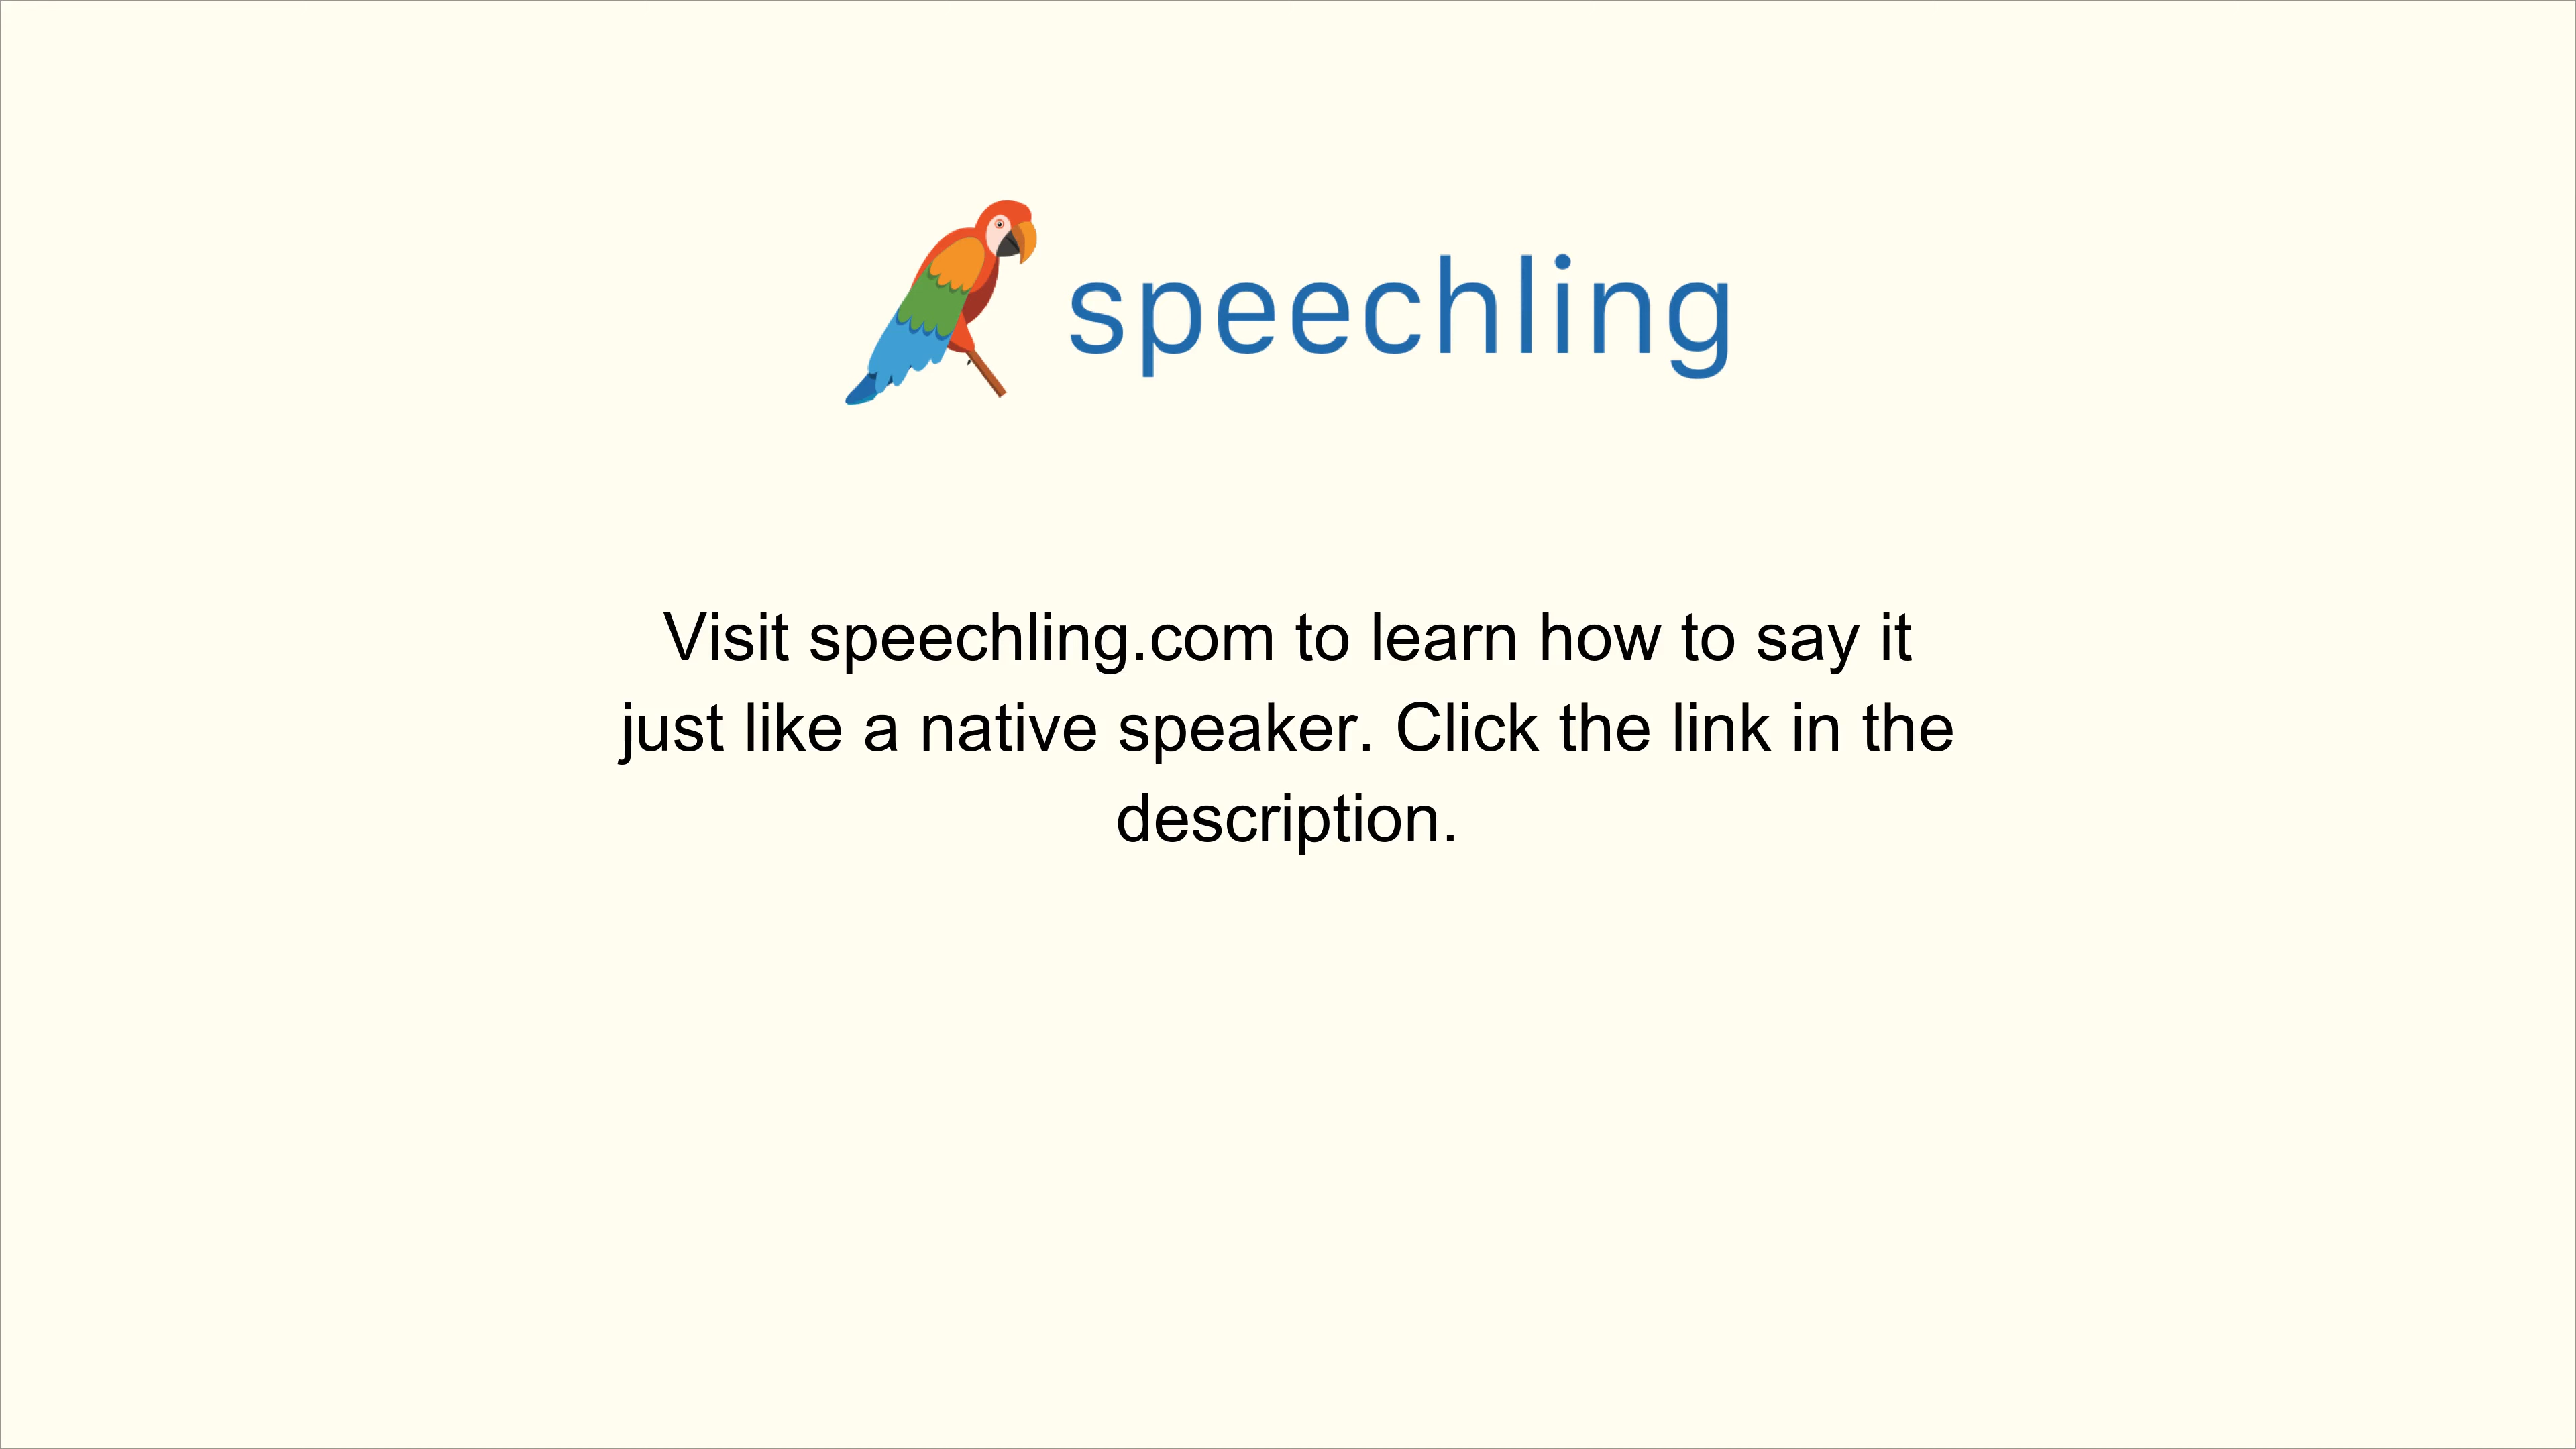 speechling
Visit speechling.com to learn how to say it
just like a native speaker. Click the link in the
description.